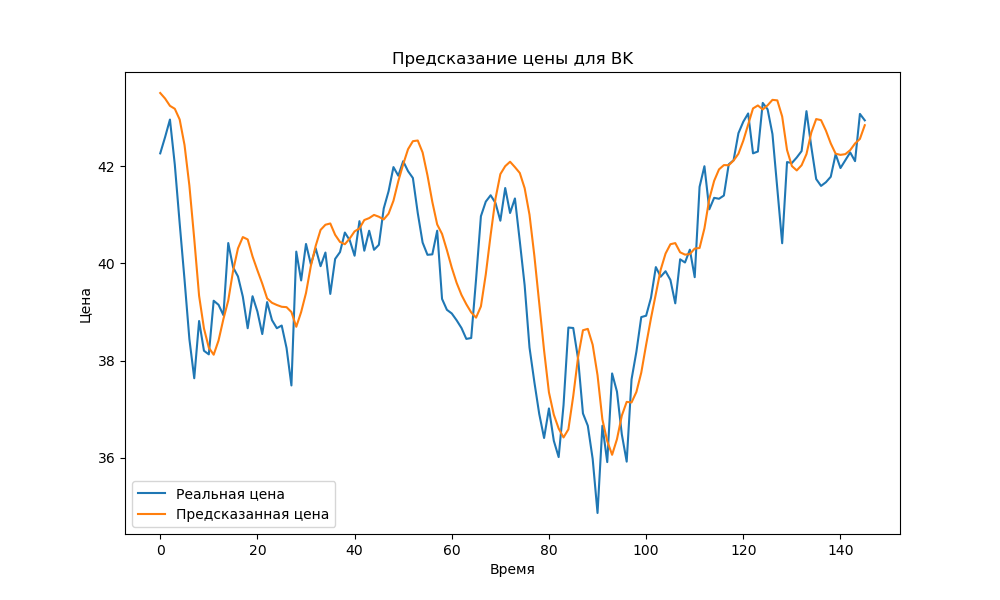 Предсказание цены для BK
Цена
42
40
38
36
Реальная цена
Предсказанная цена
0 20 40 60 80 100 120 140
Время